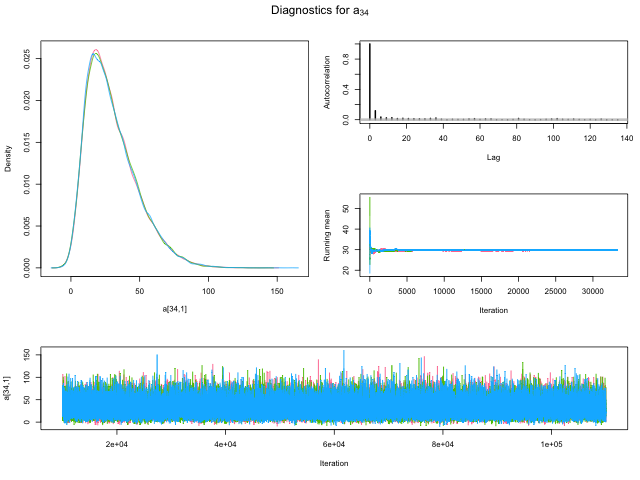 Diagnostics for a34
Density
0.000 0.005 0.010 0.015 0.020 0.025
0 50 100 150
a[34,1]
Autocorrelation
0.0 0.4 0.8
0 20 40 60 80 100 120 140
Lag
Running mean
20 30 40 50
0 5000 10000 15000 20000 25000 30000
Iteration
a[34,1]
0 50 100 150
2e+04 4e+04 6e+04 8e+04 1e+05
Iteration